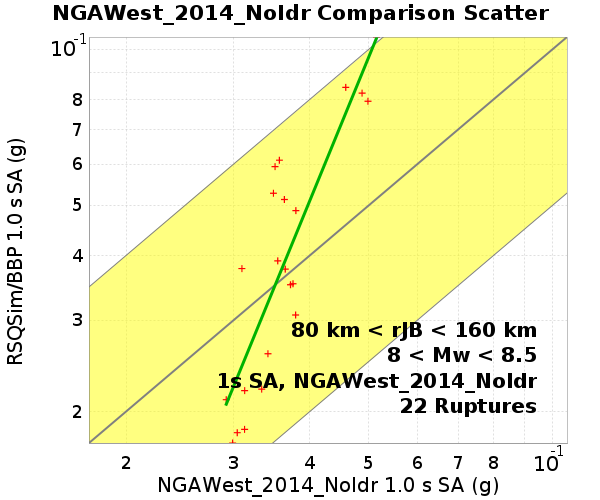 NGAWest_2014_NoIdr Comparison Scatter
10-1
8
7
6
5
4
3
2
RSQSim/BBP 1.0 s SA (g)
80 km < rJB < 160 km
8 < Mw < 8.5
1s SA, NGAWest_2014_NoIdr
22 Ruptures
2 3 4 5 6 7 8 10-1
NGAWest_2014_NoIdr 1.0 s SA (g)